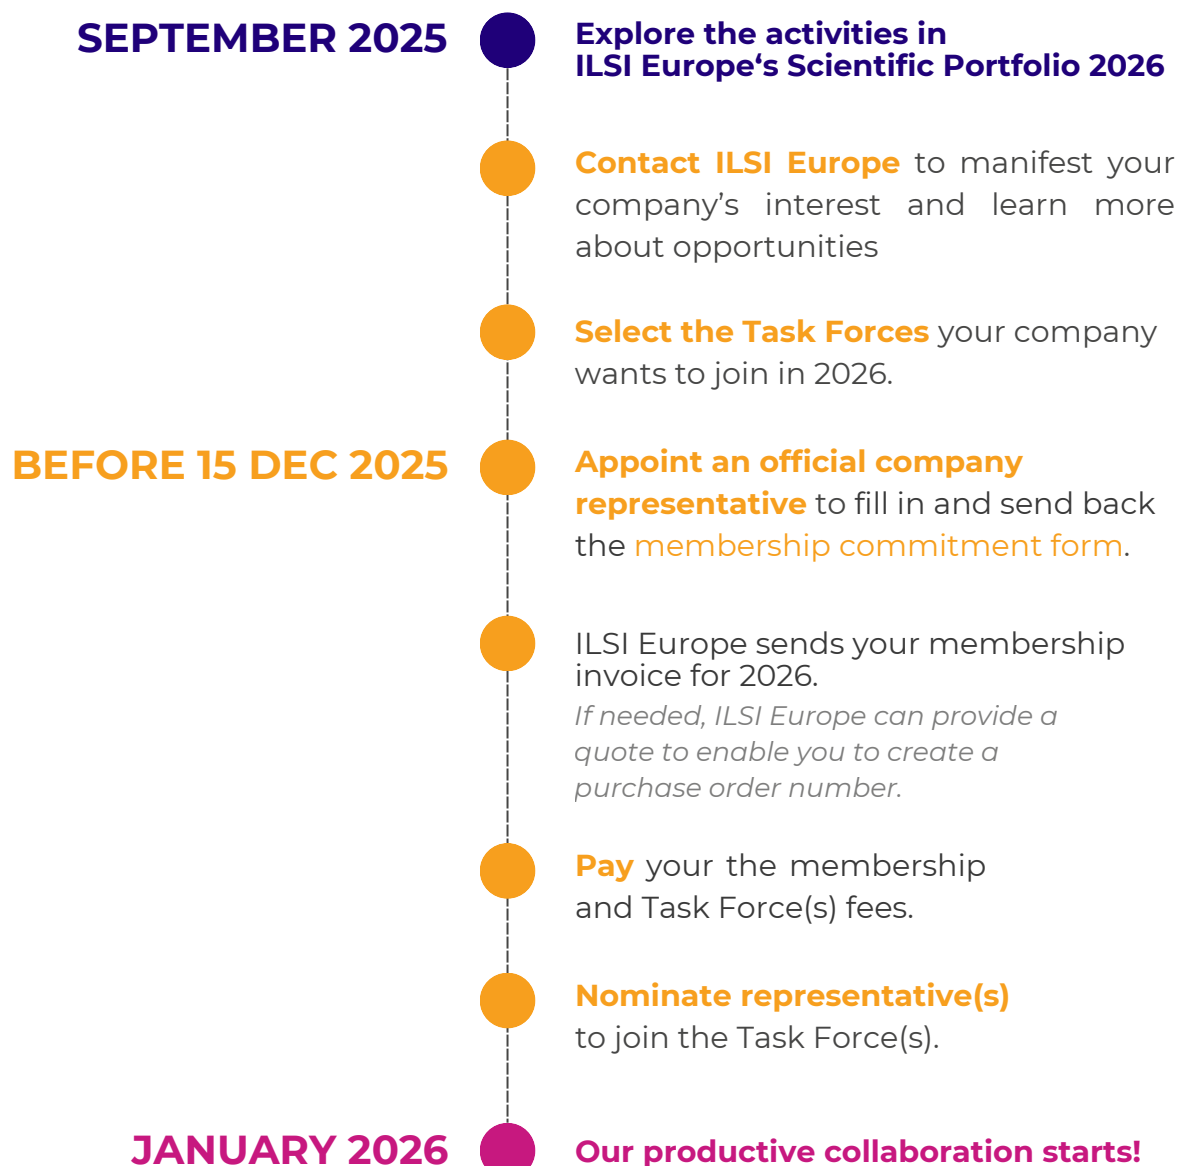 SEPTEMBER 2025
Explore the activities in
ILSI Europe‘s Scientific Portfolio 2026
Contact ILSI Europe to manifest your
company’s interest and learn more
about opportunities
Select the Task Forces your company
wants to join in 2026.
BEFORE 15 DEC 2025
Appoint an official company
representative to fill in and send back
the membership commitment form.
ILSI Europe sends your membership
invoice for 2026.
If needed, ILSI Europe can provide a
quote to enable you to create a
purchase order number.
Pay your the membership
and Task Force(s) fees.
Nominate representative(s)
to join the Task Force(s).
JANUARY 2026
Our productive collaboration starts!